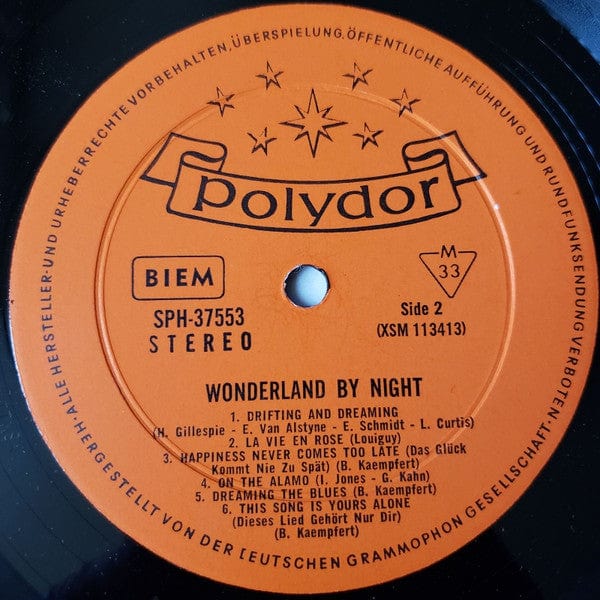 ·ALLE HERSTELLER- UND URHEBERRECHTE VORBEHALTEN, ÜBERSPIELUNG, ÖFFENTLICHE AUFFÜHRUNG UND RUNDFUNKSENDUNG VERBOTEN·
polydor
BIEM
M
33
SPH-37553
STEREO
Side 2
(XSM 113413)
WONDERLAND BY NIGHT
1. DRIFTING AND DREAMING
(H. Gillespie - E. Van Alstyne - E. Schmidt - L. Curtis)
2. LA VIE EN ROSE (Louiguy)
3. HAPPINESS NEVER COMES TOO LATE (Das Glück
Kommt Nie Zu Spät) (B. Kaempfert)
4. ON THE ALAMO (I. Jones - G. Kahn)
5. DREAMING THE BLUES (B. Kaempfert)
6. THIS SONG IS YOURS ALONE
(Dieses Lied Gehört Nur Dir)
(B. Kaempfert)
HERGESTELLT VON DER DEUTSCHEN GRAMMOPHON GESELLSCHAFT·